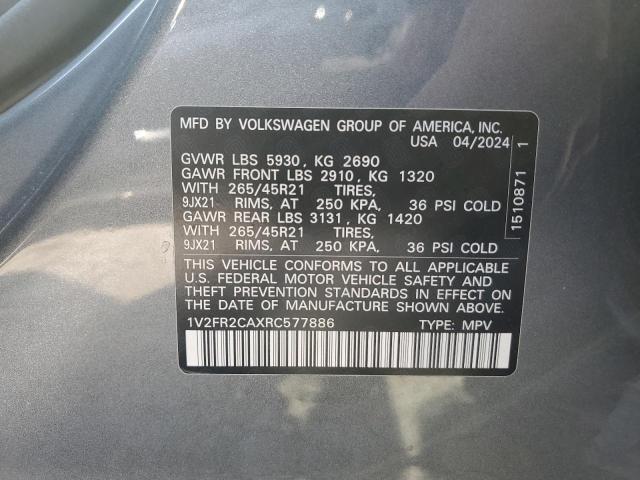 MFD BY VOLKSWAGEN GROUP OF AMERICA, INC.
USA 04/2024
GVWR LBS 5930, KG 2690
GAWR FRONT LBS 2910, KG 1320
WITH 265/45R21 TIRES,
9JX21 RIMS, AT 250 KPA, 36 PSI COLD
GAWR REAR LBS 3131, KG 1420
WITH 265/45R21 TIRES,
9JX21 RIMS, AT 250 KPA, 36 PSI COLD
THIS VEHICLE CONFORMS TO ALL APPLICABLE
U.S. FEDERAL MOTOR VEHICLE SAFETY AND
THEFT PREVENTION STANDARDS IN EFFECT ON
THE DATE OF MANUFACTURE SHOWN ABOVE.
1V2FR2CAXRC577886 TYPE: MPV
1510871 1